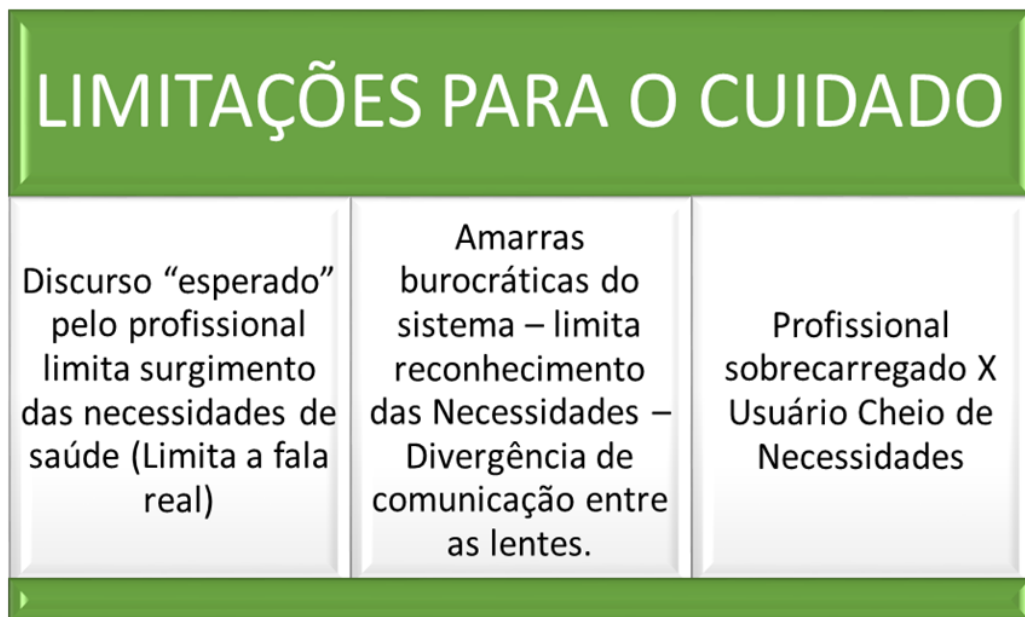 LIMITAÇÕES PARA O CUIDADO
Discurso “esperado”
pelo profissional
limita surgimento
das necessidades de
saúde (Limita a fala
real)
Amarras
burocráticas do
sistema – limita
reconhecimento
das Necessidades –
Divergência de
comunicação entre
as lentes.
Profissional
sobrecarregado X
Usuário Cheio de
Necessidades